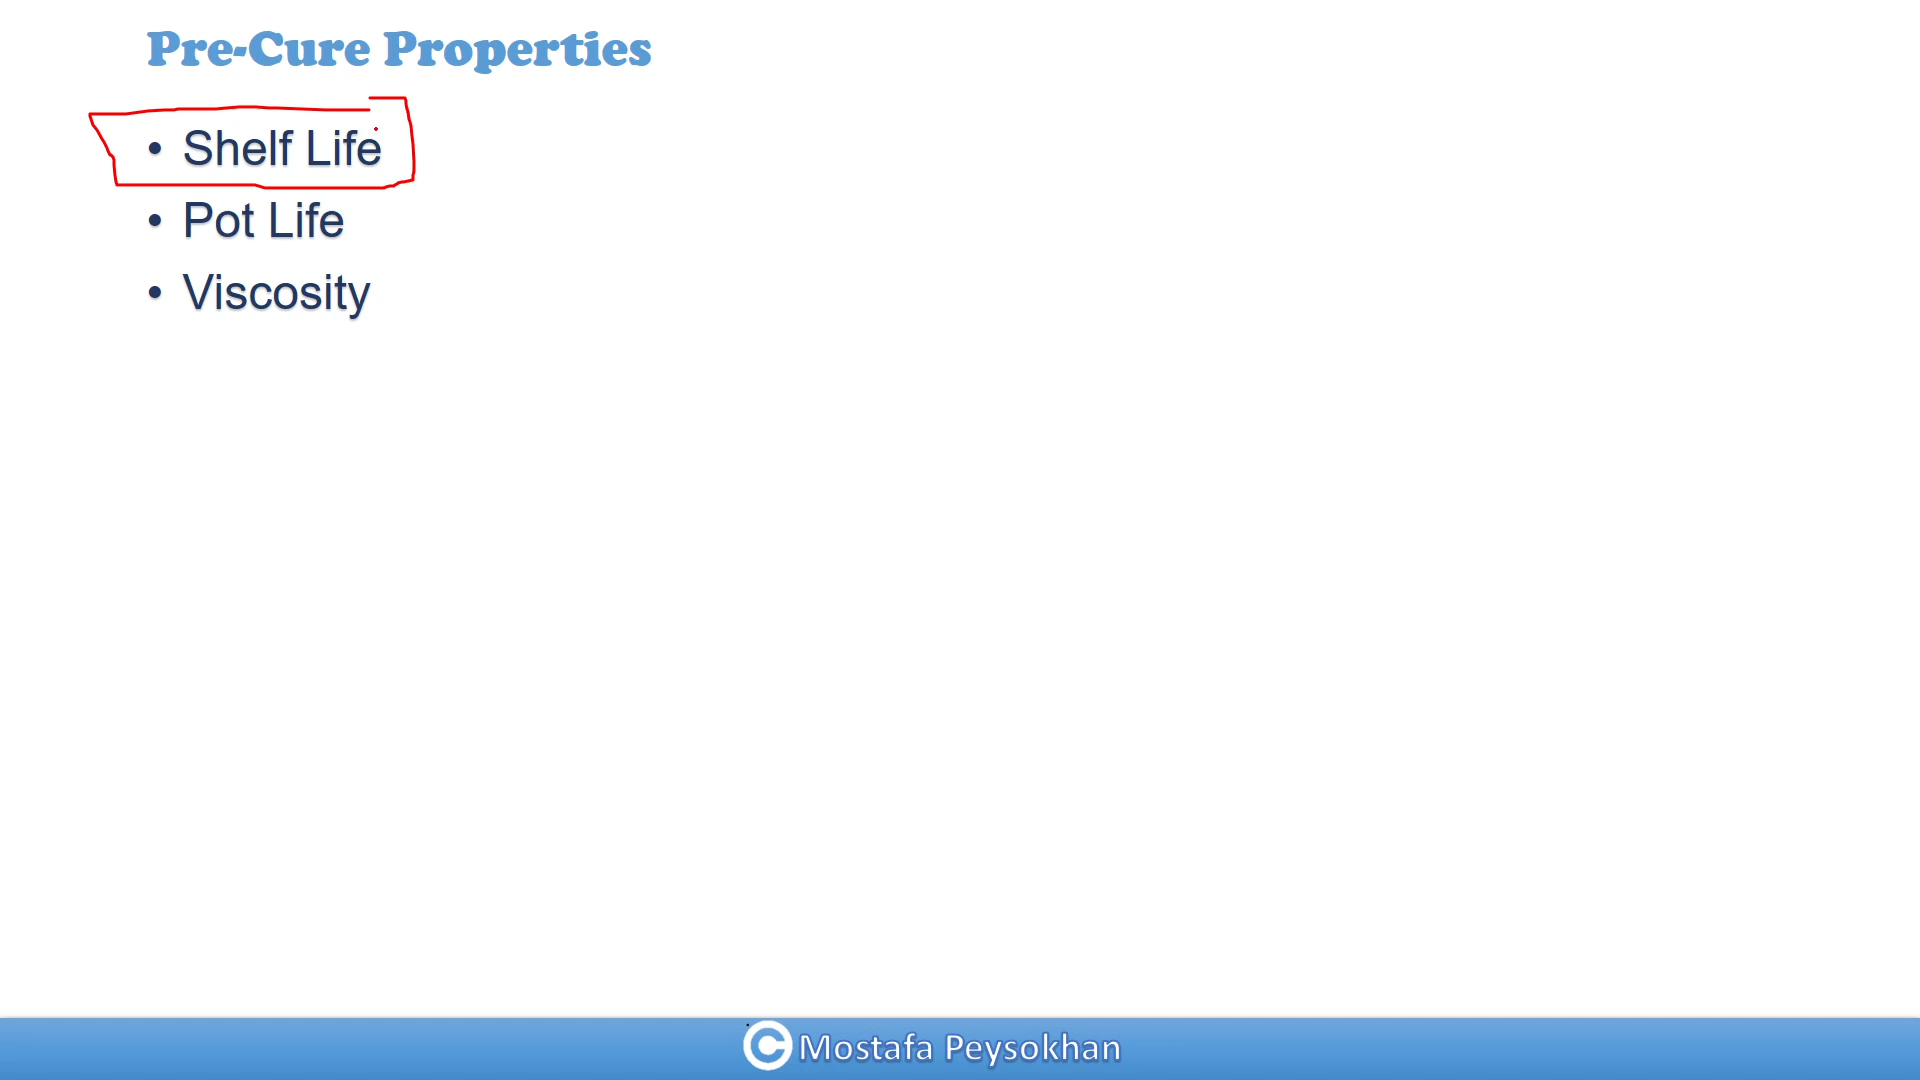 Pre-Cure Properties
• Shelf Life
• Pot Life
• Viscosity
© Mostafa Peysokhan